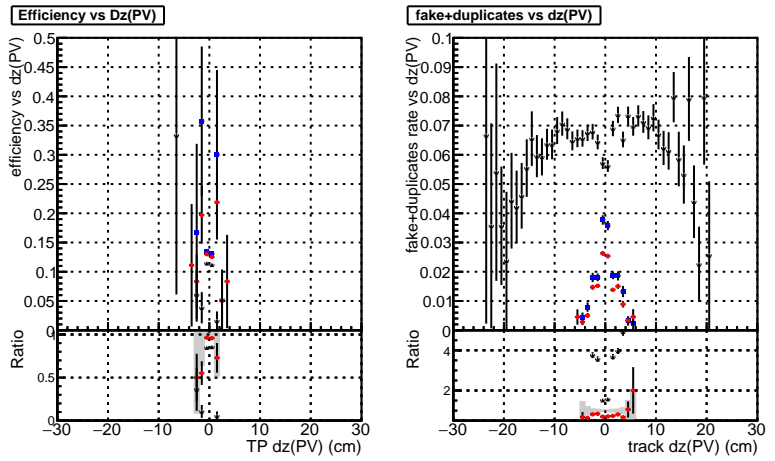 Efficiency vs Dz(PV)
efficiency vs dz(PV)
0.5
0.45
0.4
0.35
0.3
0.25
0.2
0.15
0.1
0.05
0
Ratio
1
0.5
0
−30 −20 −10 0 10 20 30
TP dz(PV) (cm)
fake+duplicates vs dz(PV)
fake+duplicates rate vs dz(PV)
0.1
0.09
0.08
0.07
0.06
0.05
0.04
0.03
0.02
0.01
0
Ratio
4
2
−30 −20 −10 0 10 20 30
track dz(PV) (cm)